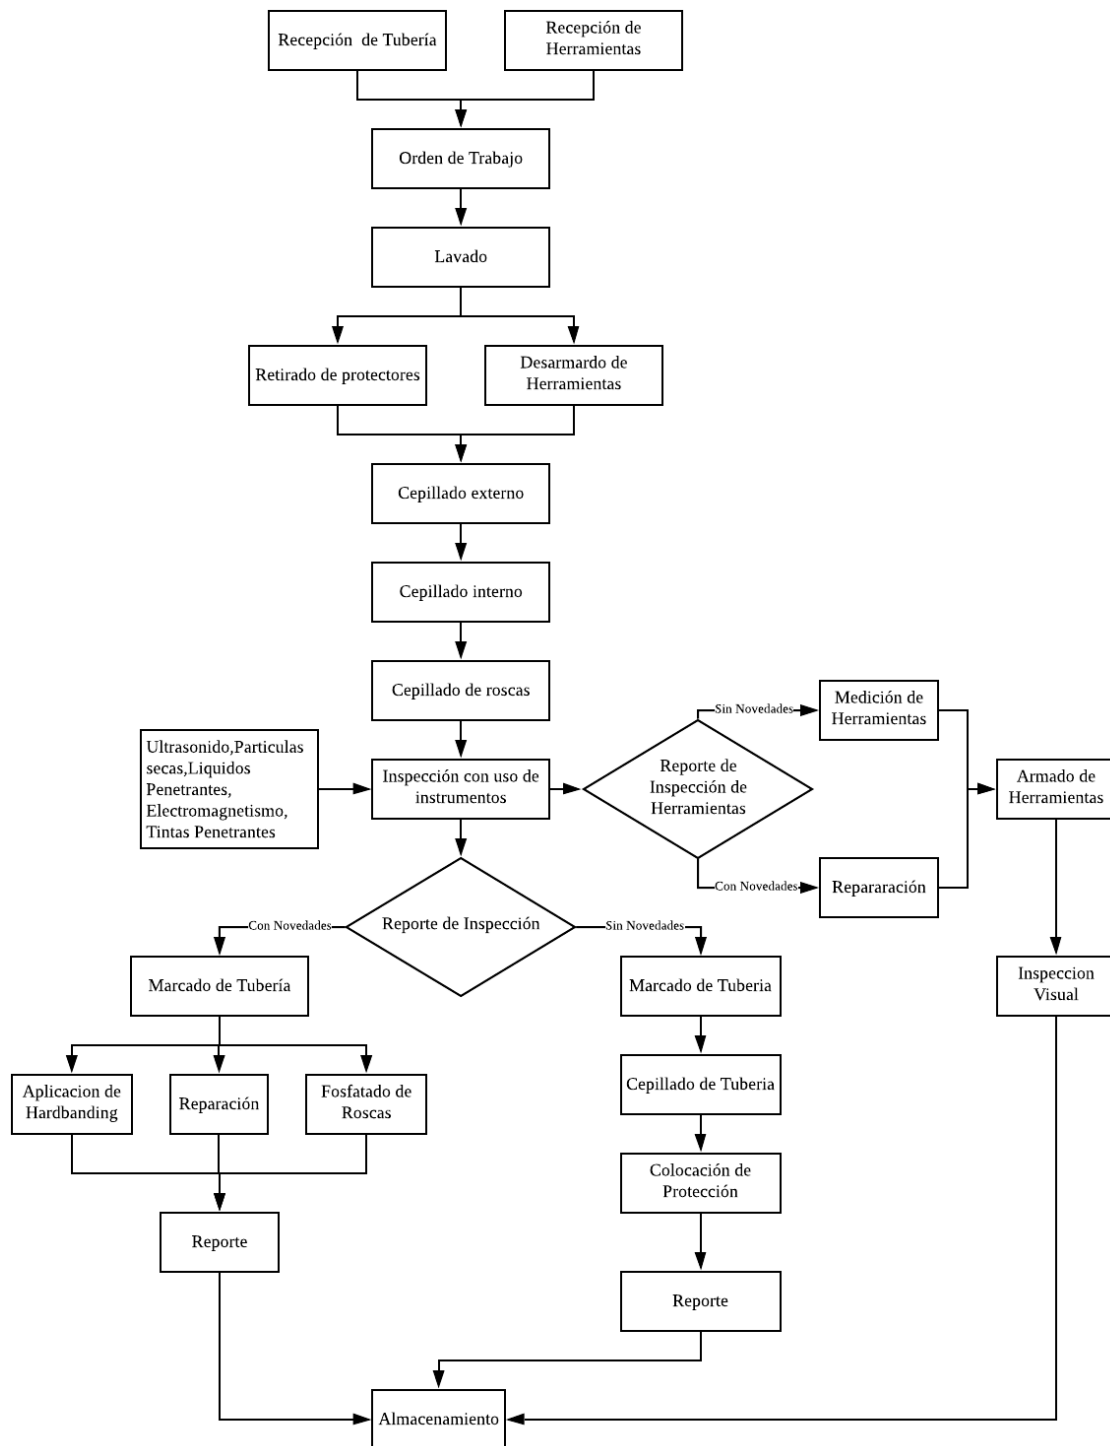 Recepción de Tubería
Recepción de
Herramientas
Orden de Trabajo
Lavado
Retirado de protectores
Desarmardo de
Herramientas
Cepillado externo
Cepillado interno
Cepillado de roscas
Ultrasonido,Particulas
secas,Liquidos
Penetrantes,
Electromagnetismo,
Tintas Penetrantes
Inspección con uso de
instrumentos
Reporte de
Inspección de
Herramientas
Sin Novedades
Medición de
Herramientas
Con Novedades
Repararación
Armado de
Herramientas
Inspeccion
Visual
Reporte de Inspección
Con Novedades
Sin Novedades
Marcado de Tubería
Aplicacion de
Hardbanding
Reparación
Fosfatado de
Roscas
Reporte
Marcado de Tuberia
Cepillado de Tuberia
Colocación de
Protección
Reporte
Almacenamiento